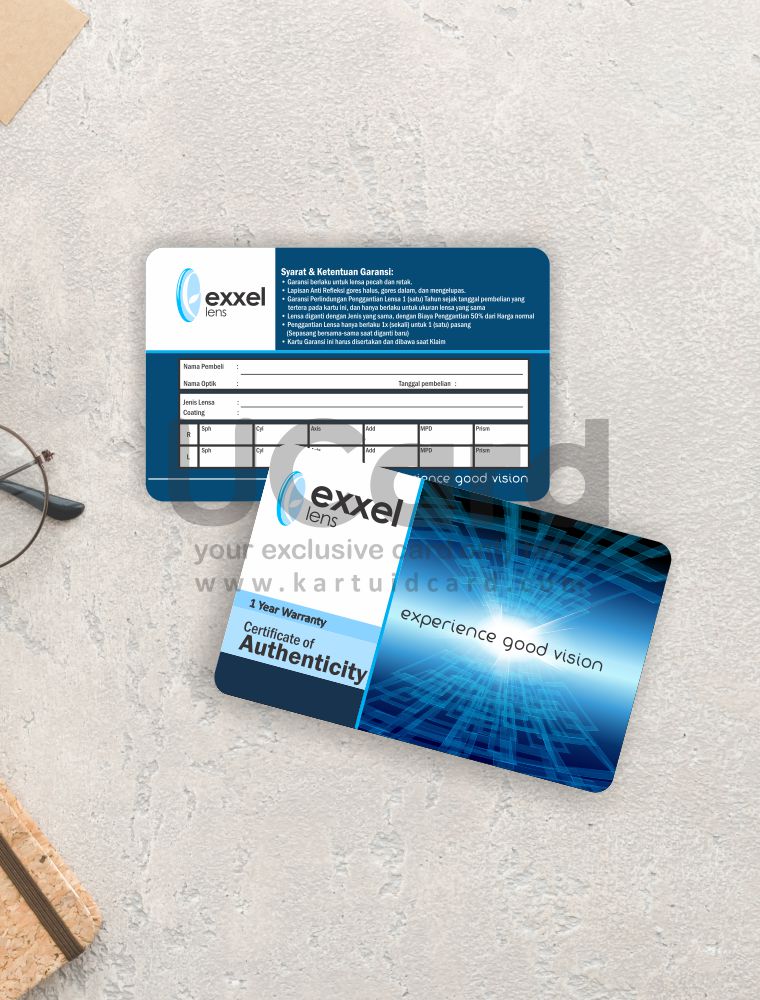 exxel
lens
Syarat & Ketentuan Garansi:
• Garansi berlaku untuk lensa pecah dan retak.
• Lapisan Anti Refleksi gores halus, gores dalam, dan mengelupas.
• Garansi Perlindungan Penggantian Lensa 1 (satu) Tahun sejak tanggal pembelian yang
tertera pada kartu ini, dan hanya berlaku untuk ukuran lensa yang sama
• Lensa diganti dengan Jenis yang sama, dengan Biaya Penggantian 50% dari Harga normal
• Penggantian Lensa hanya berlaku 1x (sekali) untuk 1 (satu) pasang
(Sepasang bersama-sama saat diganti baru)
• Kartu Garansi ini harus disertakan dan dibawa saat Klaim
Nama Pembeli :
Nama Optik : Tanggal pembelian :
Jenis Lensa :
Coating :
R Sph Cyl Axis Add MPD Prism
L Sph Cyl Add MPD Prism
good vision
UCard
your exclusive card
www.kartuidcard.com
exxel
lens
1 Year Warranty
Certificate of
Authenticity
experience good vision